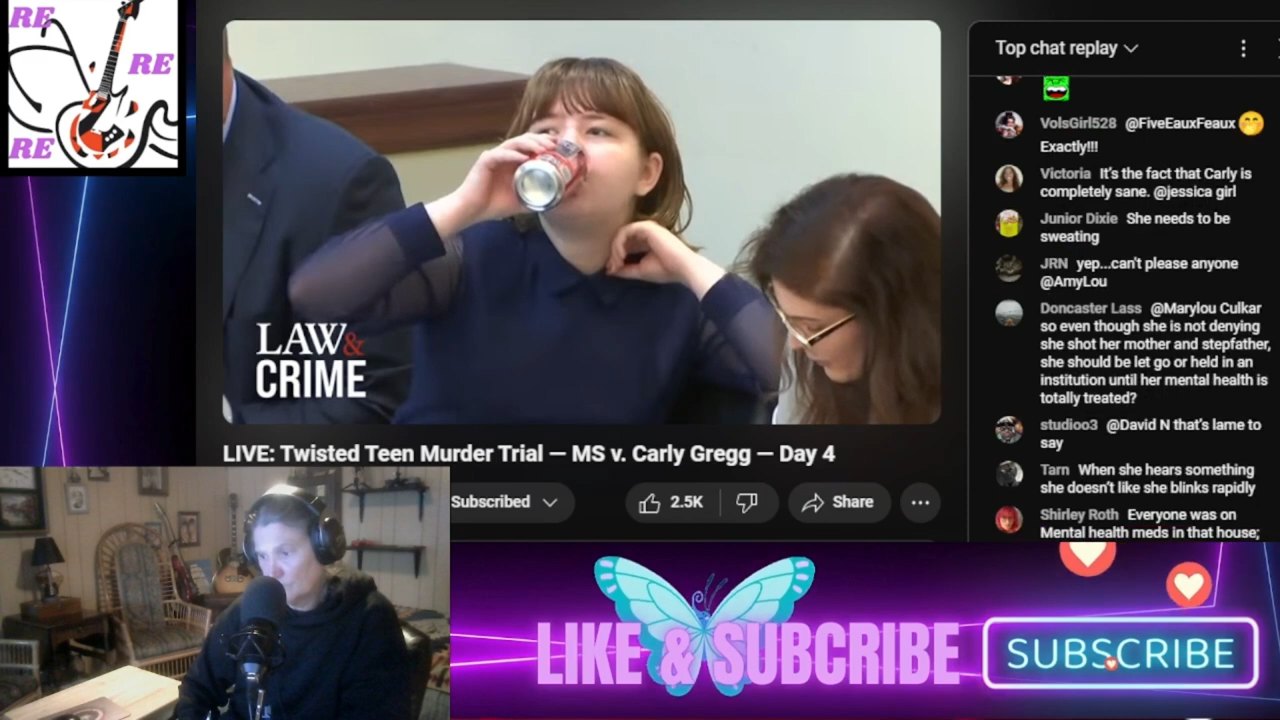 RE
RE
RE
LAW&
CRIME
LIVE: Twisted Teen Murder Trial — MS v. Carly Gregg — Day 4
Subscribed
2.5K
Share
Top chat replay
VolsGirl528 @FiveEauxFeaux
Exactly!!!
Victoria It's the fact that Carly is
completely sane. @jessica girl
Junior Dixie She needs to be
sweating
JRN yep...can't please anyone
@AmyLou
Doncaster Lass @Marylou Culkar
so even though she is not denying
she shot her mother and stepfather,
she should be let go or held in an
institution until her mental health is
totally treated?
studioo3 @David N that's lame to
say
Tarn When she hears something
she doesn't like she blinks rapidly
Shirley Roth Everyone was on
Mental health meds in that house;
LIKE & SUBCRIBE
SUBSCRIBE